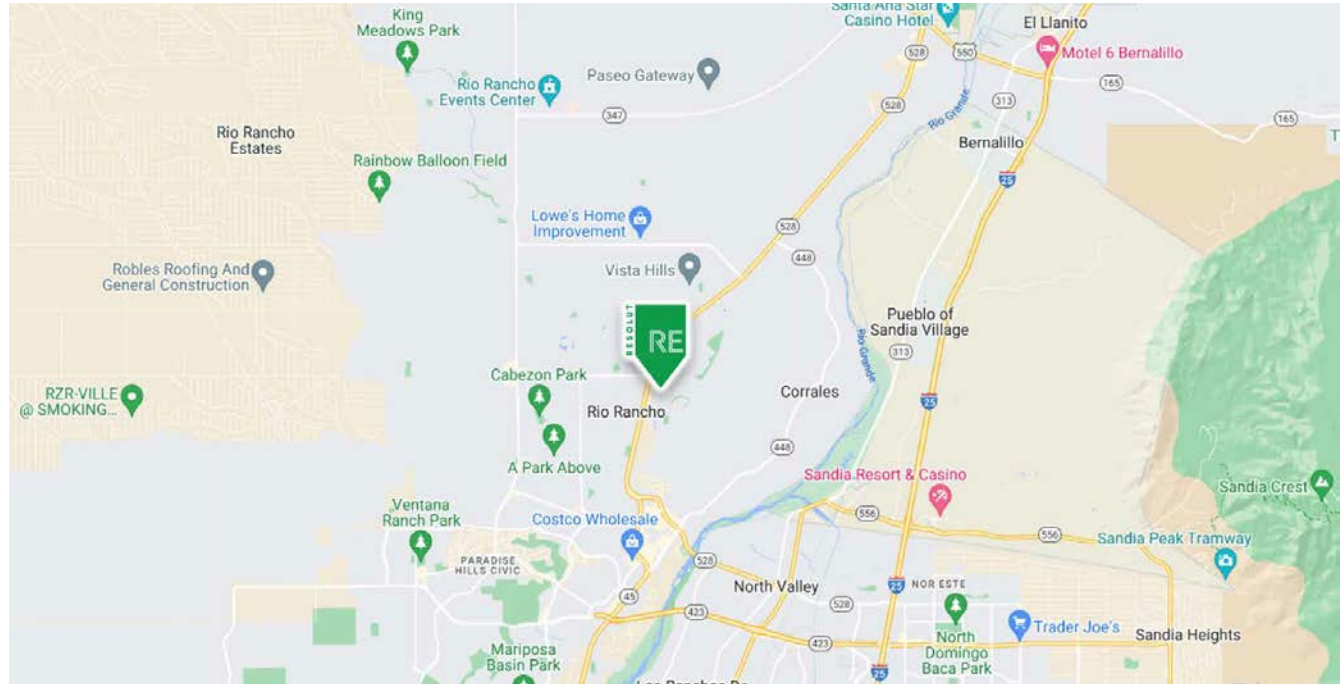 Santa Ana Star
Casino Hotel
El Llanito
King
Meadows Park
528
550
Motel 6 Bernalillo
Paseo Gateway
Rio Rancho
Events Center
165
528
313
347
Rio Grande
165
Rio Rancho
Estates
Bernalillo
Rainbow Balloon Field
25
Lowe's Home
Improvement
528
448
Robles Roofing And
General Construction
Vista Hills
RESOLUT
RE
Pueblo of
Sandia Village
Rio Grande
313
Cabezon Park
RZR-VILLE
@ SMOKING...
Corrales
25
Rio Rancho
448
A Park Above
Sandia Resort & Casino
Sandia Crest
Ventana
Ranch Park
Costco Wholesale
556
556
Sandia Peak Tramway
PARADISE
HILLS CIVIC
528
North Valley
25
NOR ESTE
45
528
423
Trader Joe's
Sandia Heights
423
North
Domingo
Baca Park
Mariposa
Basin Park
25